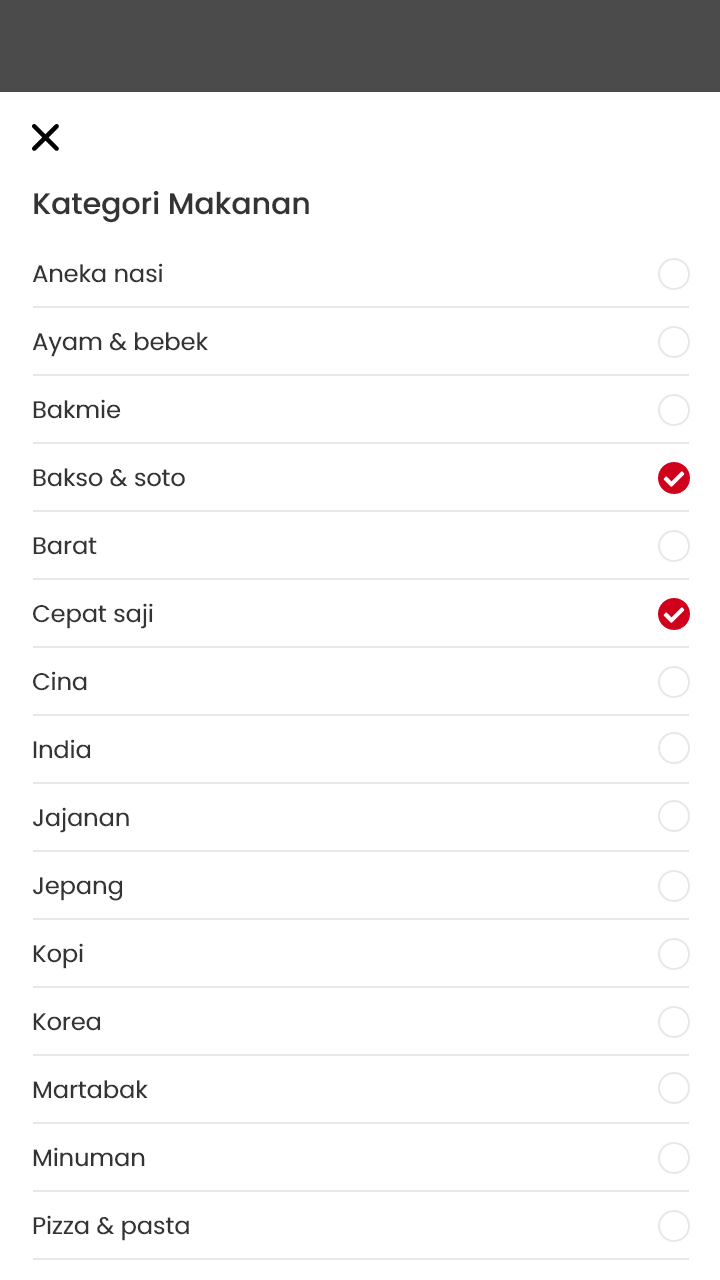 Kategori Makanan
Aneka nasi
Ayam & bebek
Bakmie
Bakso & soto
Barat
Cepat saji
Cina
India
Jajanan
Jepang
Kopi
Korea
Martabak
Minuman
Pizza & pasta